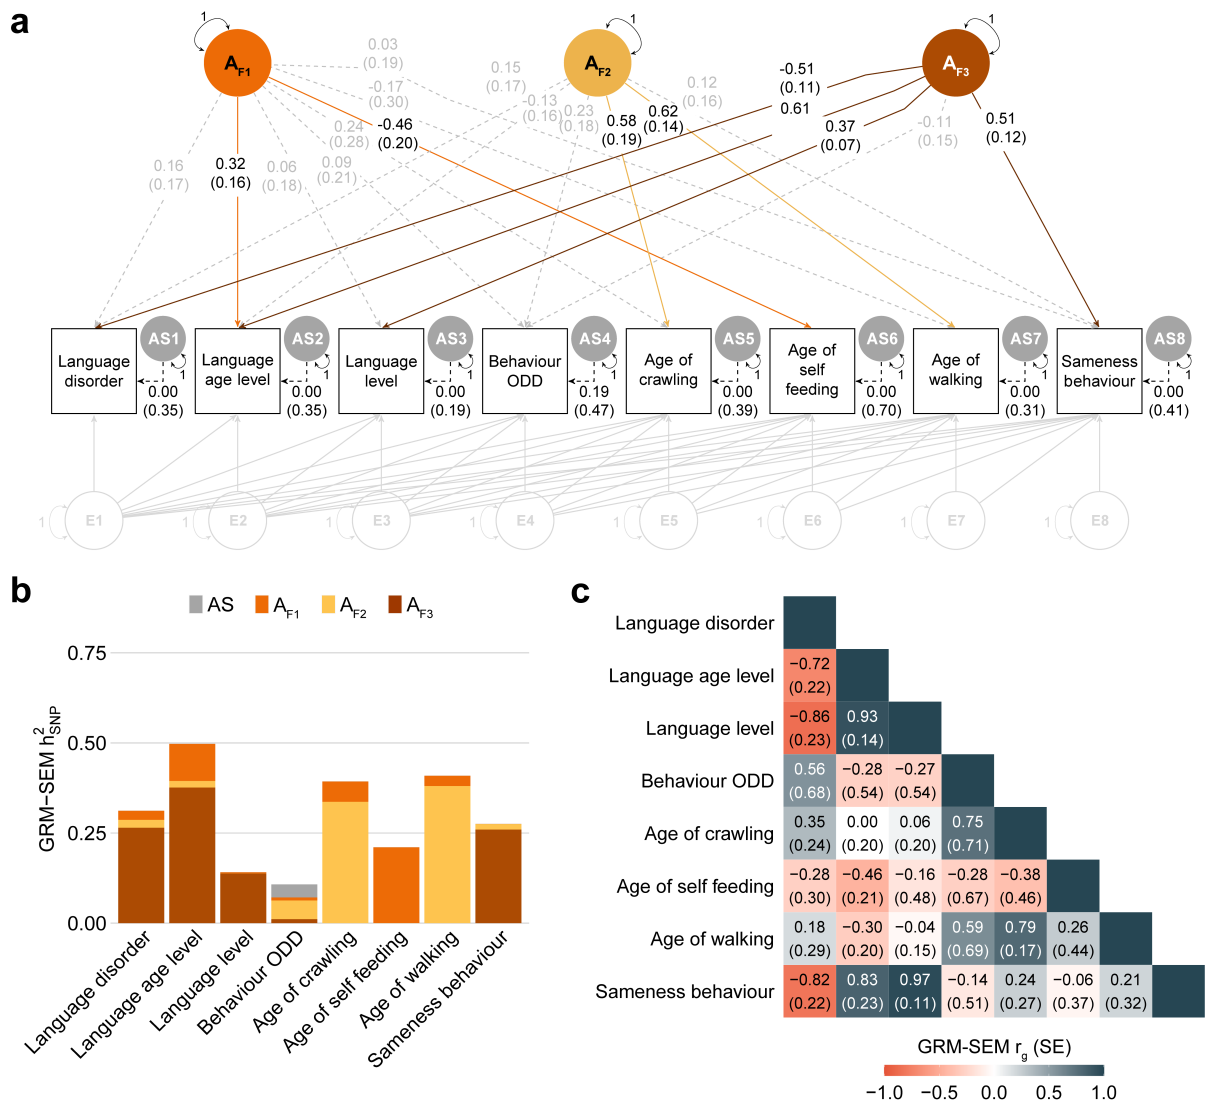 a
1
1
1
A_F1
A_F2
A_F3
0.03
(0.19)
-0.17
(0.30)
0.24
(0.28)
-0.46
(0.20)
0.16
(0.17)
0.32
(0.16)
0.06
(0.18)
0.09
(0.21)
0.15
(0.17)
-0.13
(0.16)
0.23
(0.18)
0.58
(0.19)
0.62
(0.14)
0.12
(0.16)
-0.51
(0.11)
0.61
0.37
(0.07)
-0.11
(0.15)
0.51
(0.12)
Language
disorder
AS1
1
0.00
(0.35)
Language
age level
AS2
1
0.00
(0.35)
Language
level
AS3
1
0.00
(0.19)
Behaviour
ODD
AS4
1
0.19
(0.47)
Age of
crawling
AS5
1
0.00
(0.39)
Age of
self
feeding
AS6
1
0.00
(0.70)
Age of
walking
AS7
1
0.00
(0.31)
Sameness
behaviour
AS8
1
0.00
(0.41)
1 E1
1 E2
1 E3
1 E4
1 E5
1 E6
1 E7
1 E8
b
AS A_F1 A_F2 A_F3
GRM−SEM h²_SNP
0.75
0.50
0.25
0.00
Language disorder
Language age level
Language level
Behaviour ODD
Age of crawling
Age of self feeding
Age of walking
Sameness behaviour
c
Language disorder
Language age level
−0.72
(0.22)
Language level
−0.86 0.93
(0.23) (0.14)
Behaviour ODD
0.56 −0.28 −0.27
(0.68) (0.54) (0.54)
Age of crawling
0.35 0.00 0.06 0.75
(0.24) (0.20) (0.20) (0.71)
Age of self feeding
−0.28 −0.46 −0.16 −0.28 −0.38
(0.30) (0.21) (0.48) (0.67) (0.46)
Age of walking
0.18 −0.30 −0.04 0.59 0.79 0.26
(0.29) (0.20) (0.15) (0.69) (0.17) (0.44)
Sameness behaviour
−0.82 0.83 0.97 −0.14 0.24 −0.06 0.21
(0.22) (0.23) (0.11) (0.51) (0.27) (0.37) (0.32)
GRM-SEM r_g (SE)
−1.0 −0.5 0.0 0.5 1.0